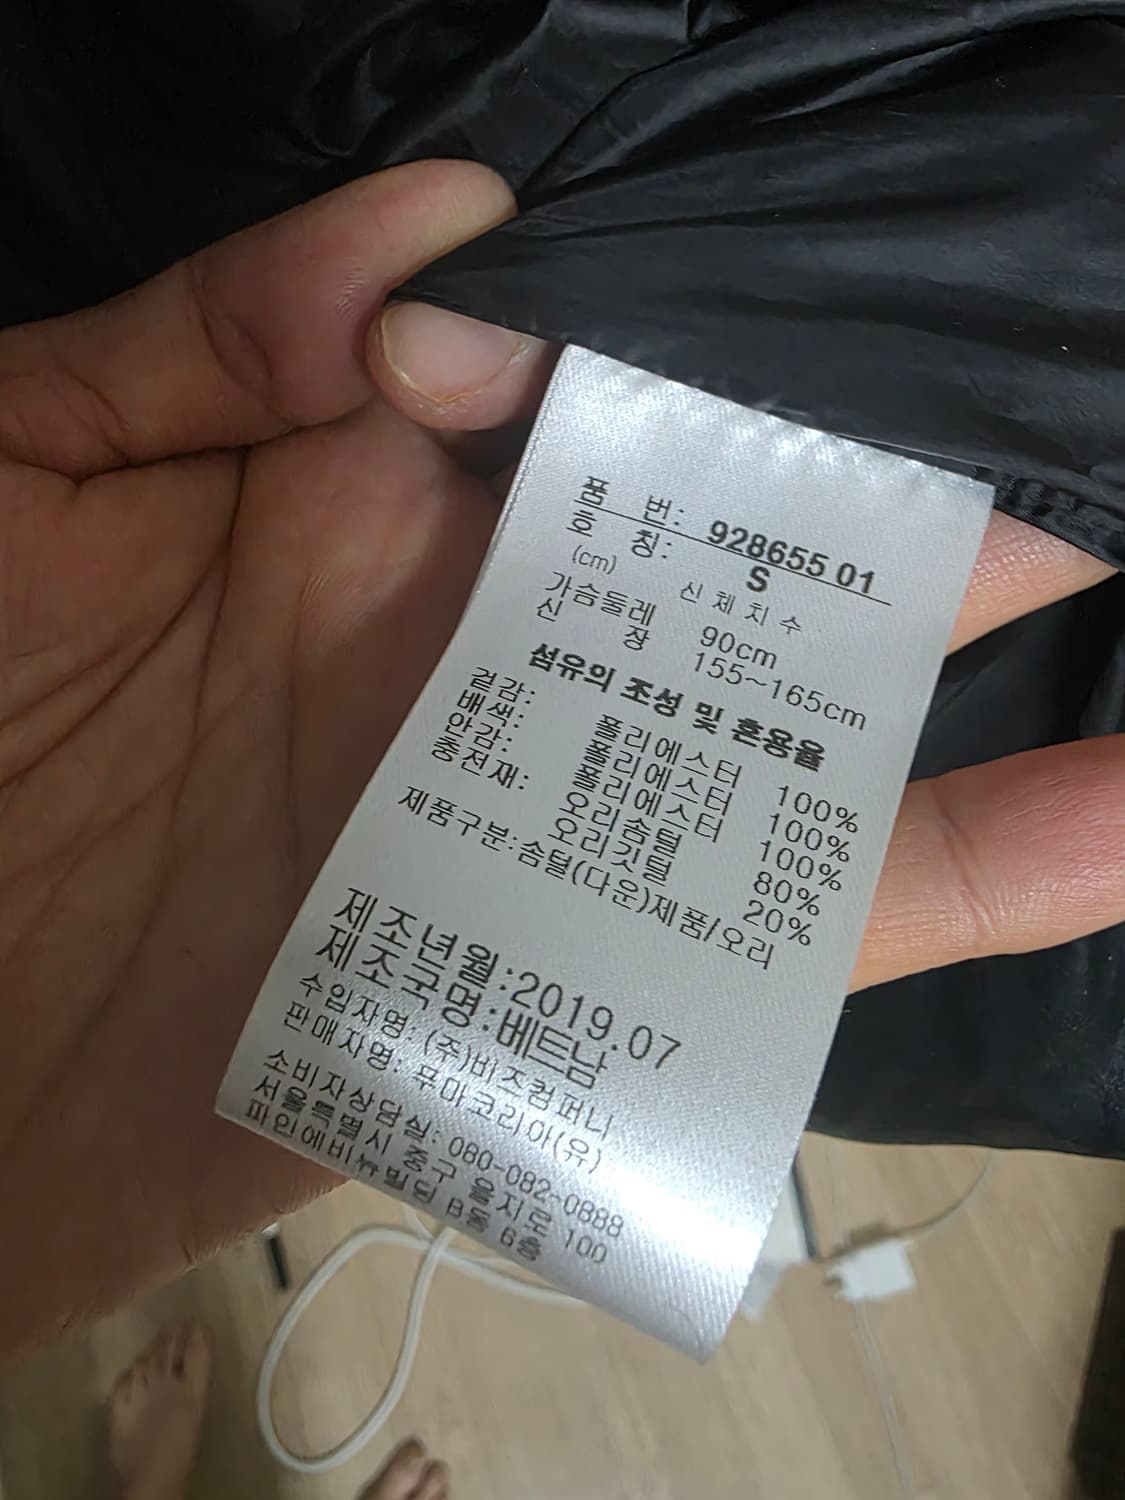 품 번: 928655 01
호 칭: S
(cm) 신체치수
가슴둘레 90cm
신 장 155~165cm
섬유의 조성 및 혼용율
겉감: 폴리에스터 100%
배색: 폴리에스터 100%
안감: 폴리에스터 100%
충전재: 오리솜털 80%
오리깃털 20%
제품구분:솜털(다운)제품/오리
제조년월:2019.07
제조국명:베트남
수입자명: (주)비즈컴퍼니
판매자명: 푸마코리아(유)
소비자상담실: 080-082-0888
서울특별시 중구 을지로 100
파인에비뉴빌딘 B동 6층